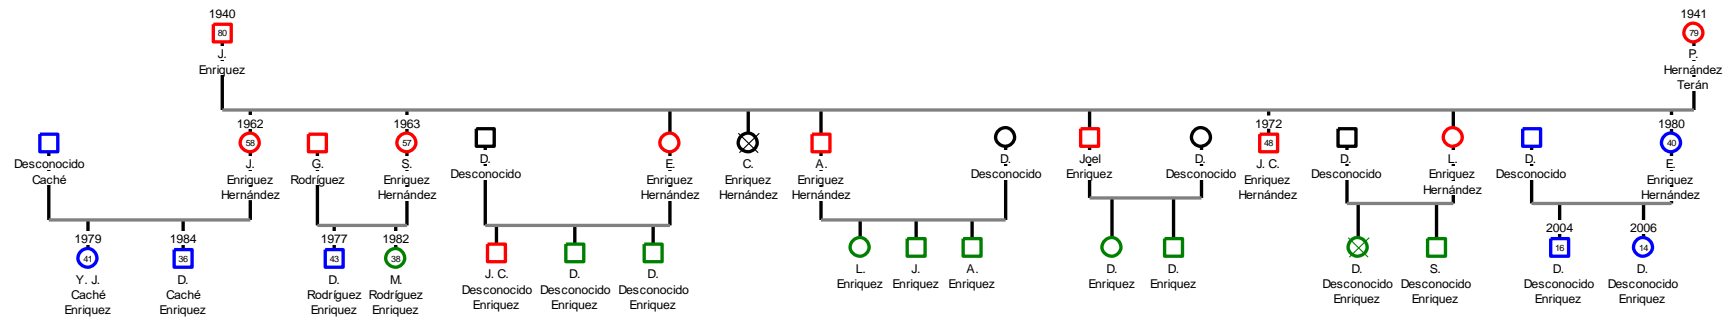 1940
80
J.
Enriquez
1941
79
P.
Hernández
Terán
Desconocido
Caché
1962
58
J.
Enriquez
Hernández
G.
Rodríguez
1963
57
S.
Enriquez
Hernández
D.
Desconocido
E.
Enriquez
Hernández
C.
Enriquez
Hernández
A.
Enriquez
Hernández
D.
Desconocido
Joel
Enriquez
D.
Desconocido
1972
48
J. C.
Enriquez
Hernández
D.
Desconocido
L.
Enriquez
Hernández
D.
Desconocido
1980
40
E.
Enriquez
Hernández
1979
41
Y. J.
Caché
Enriquez
1984
36
D.
Caché
Enriquez
1977
43
D.
Rodríguez
Enriquez
1982
38
M.
Rodríguez
Enriquez
J. C.
Desconocido
Enriquez
D.
Desconocido
Enriquez
D.
Desconocido
Enriquez
L.
Enriquez
J.
Enriquez
A.
Enriquez
D.
Enriquez
D.
Enriquez
D.
Desconocido
Enriquez
S.
Desconocido
Enriquez
2004
16
D.
Desconocido
Enriquez
2006
14
D.
Desconocido
Enriquez